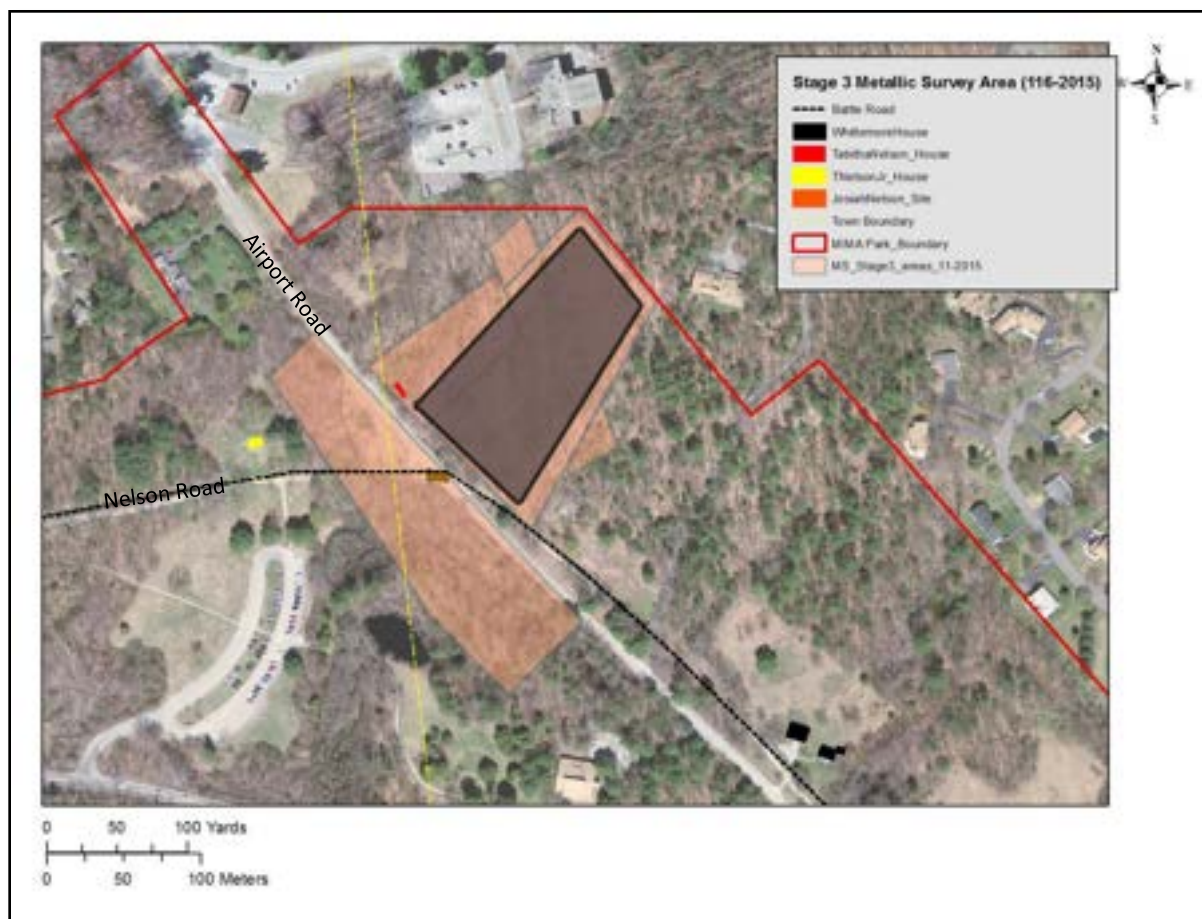 N
W E
S
Stage 3 Metallic Survey Area (116-2015)
Battle Road
WhittemoreHouse
TabithaNelson_House
JosiahNelson_Site
Town Boundary
MIMA Park_Boundary
MS_Stage3_areas_11-2015
Airport Road
Nelson Road
0 50 100 Yards
0 50 100 Meters